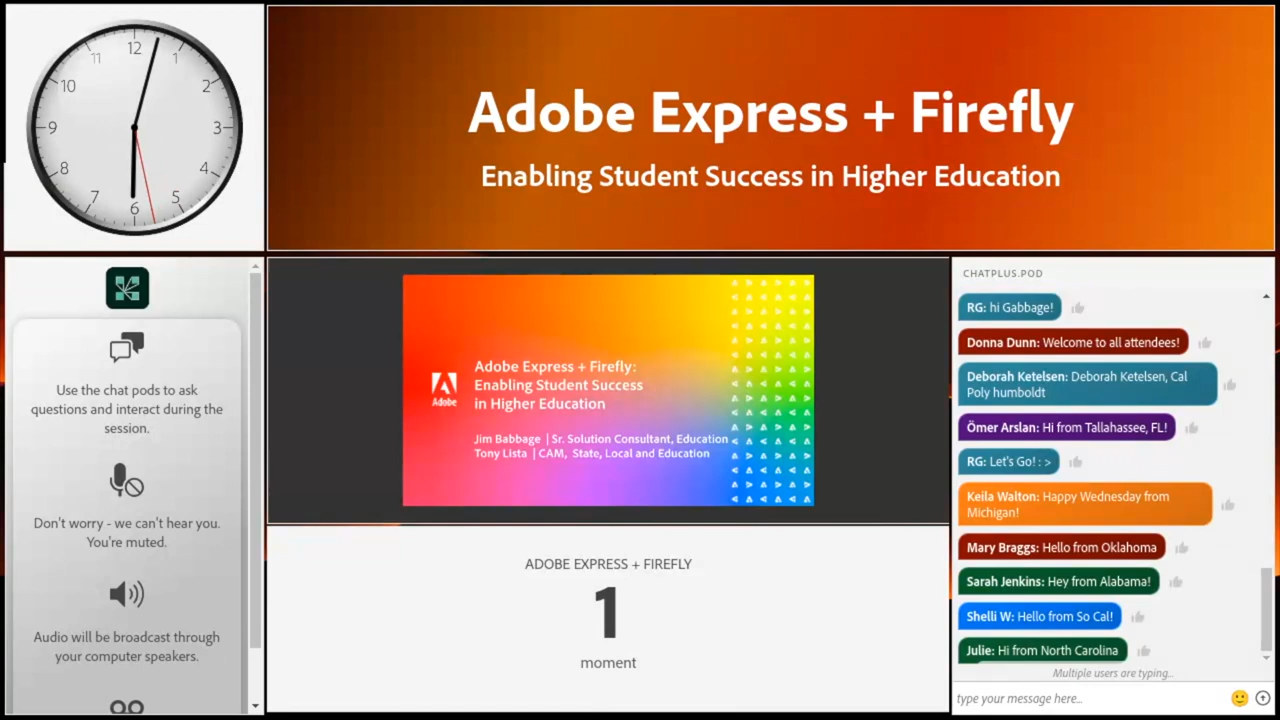 12
11
1
10
2
9
3
8
4
7
5
6
Adobe Express + Firefly
Enabling Student Success in Higher Education
Use the chat pods to ask
questions and interact during the
session.
Don't worry - we can't hear you.
You're muted.
Audio will be broadcast through
your computer speakers.
Adobe
Adobe Express + Firefly:
Enabling Student Success
in Higher Education
Jim Babbage | Sr. Solution Consultant, Education
Tony Lista | CAM, State, Local and Education
ADOBE EXPRESS + FIREFLY
1
moment
CHATPLUS.POD
RG: hi Gabbage!
Donna Dunn: Welcome to all attendees!
Deborah Ketelsen: Deborah Ketelsen, Cal
Poly humboldt
Ömer Arslan: Hi from Tallahassee, FL!
RG: Let's Go! : >
Keila Walton: Happy Wednesday from
Michigan!
Mary Braggs: Hello from Oklahoma
Sarah Jenkins: Hey from Alabama!
Shelli W: Hello from So Cal!
Julie: Hi from North Carolina
Multiple users are typing...
type your message here...